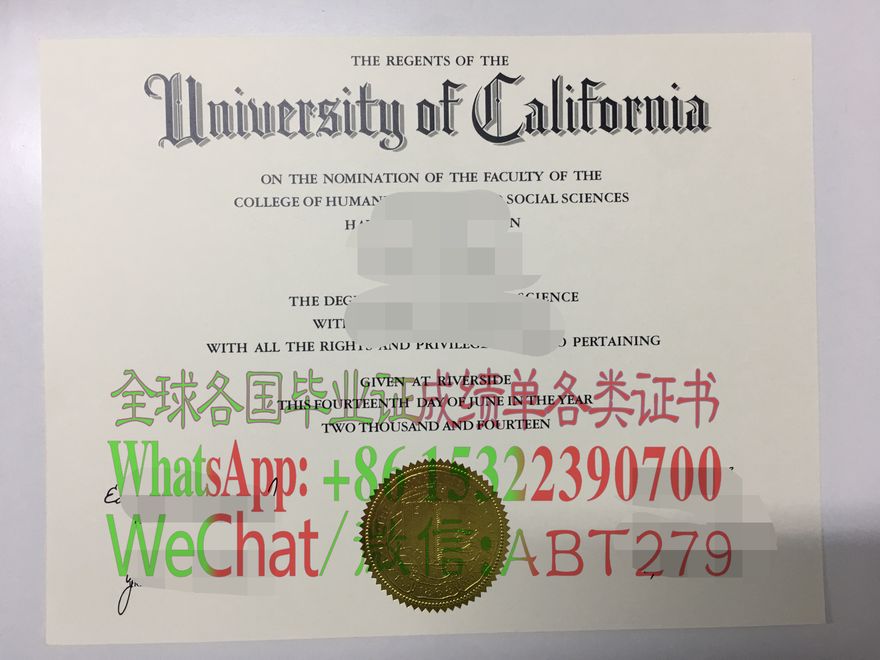 THE REGENTS OF THE
University of California
ON THE NOMINATION OF THE FACULTY OF THE
COLLEGE OF SOCIAL SCIENCES
THE
WITH ALL THE RIGHTS AND PERTAINING
全球各国毕业证成绩单各类证书
GIVEN AT RIVERSIDE
THIS FOURTEENTH DAY OF JUNE IN THE YEAR
TWO THOUSAND AND FOURTEEN
WhatsApp: +86 15322390700
WeChat/微信:ABT279